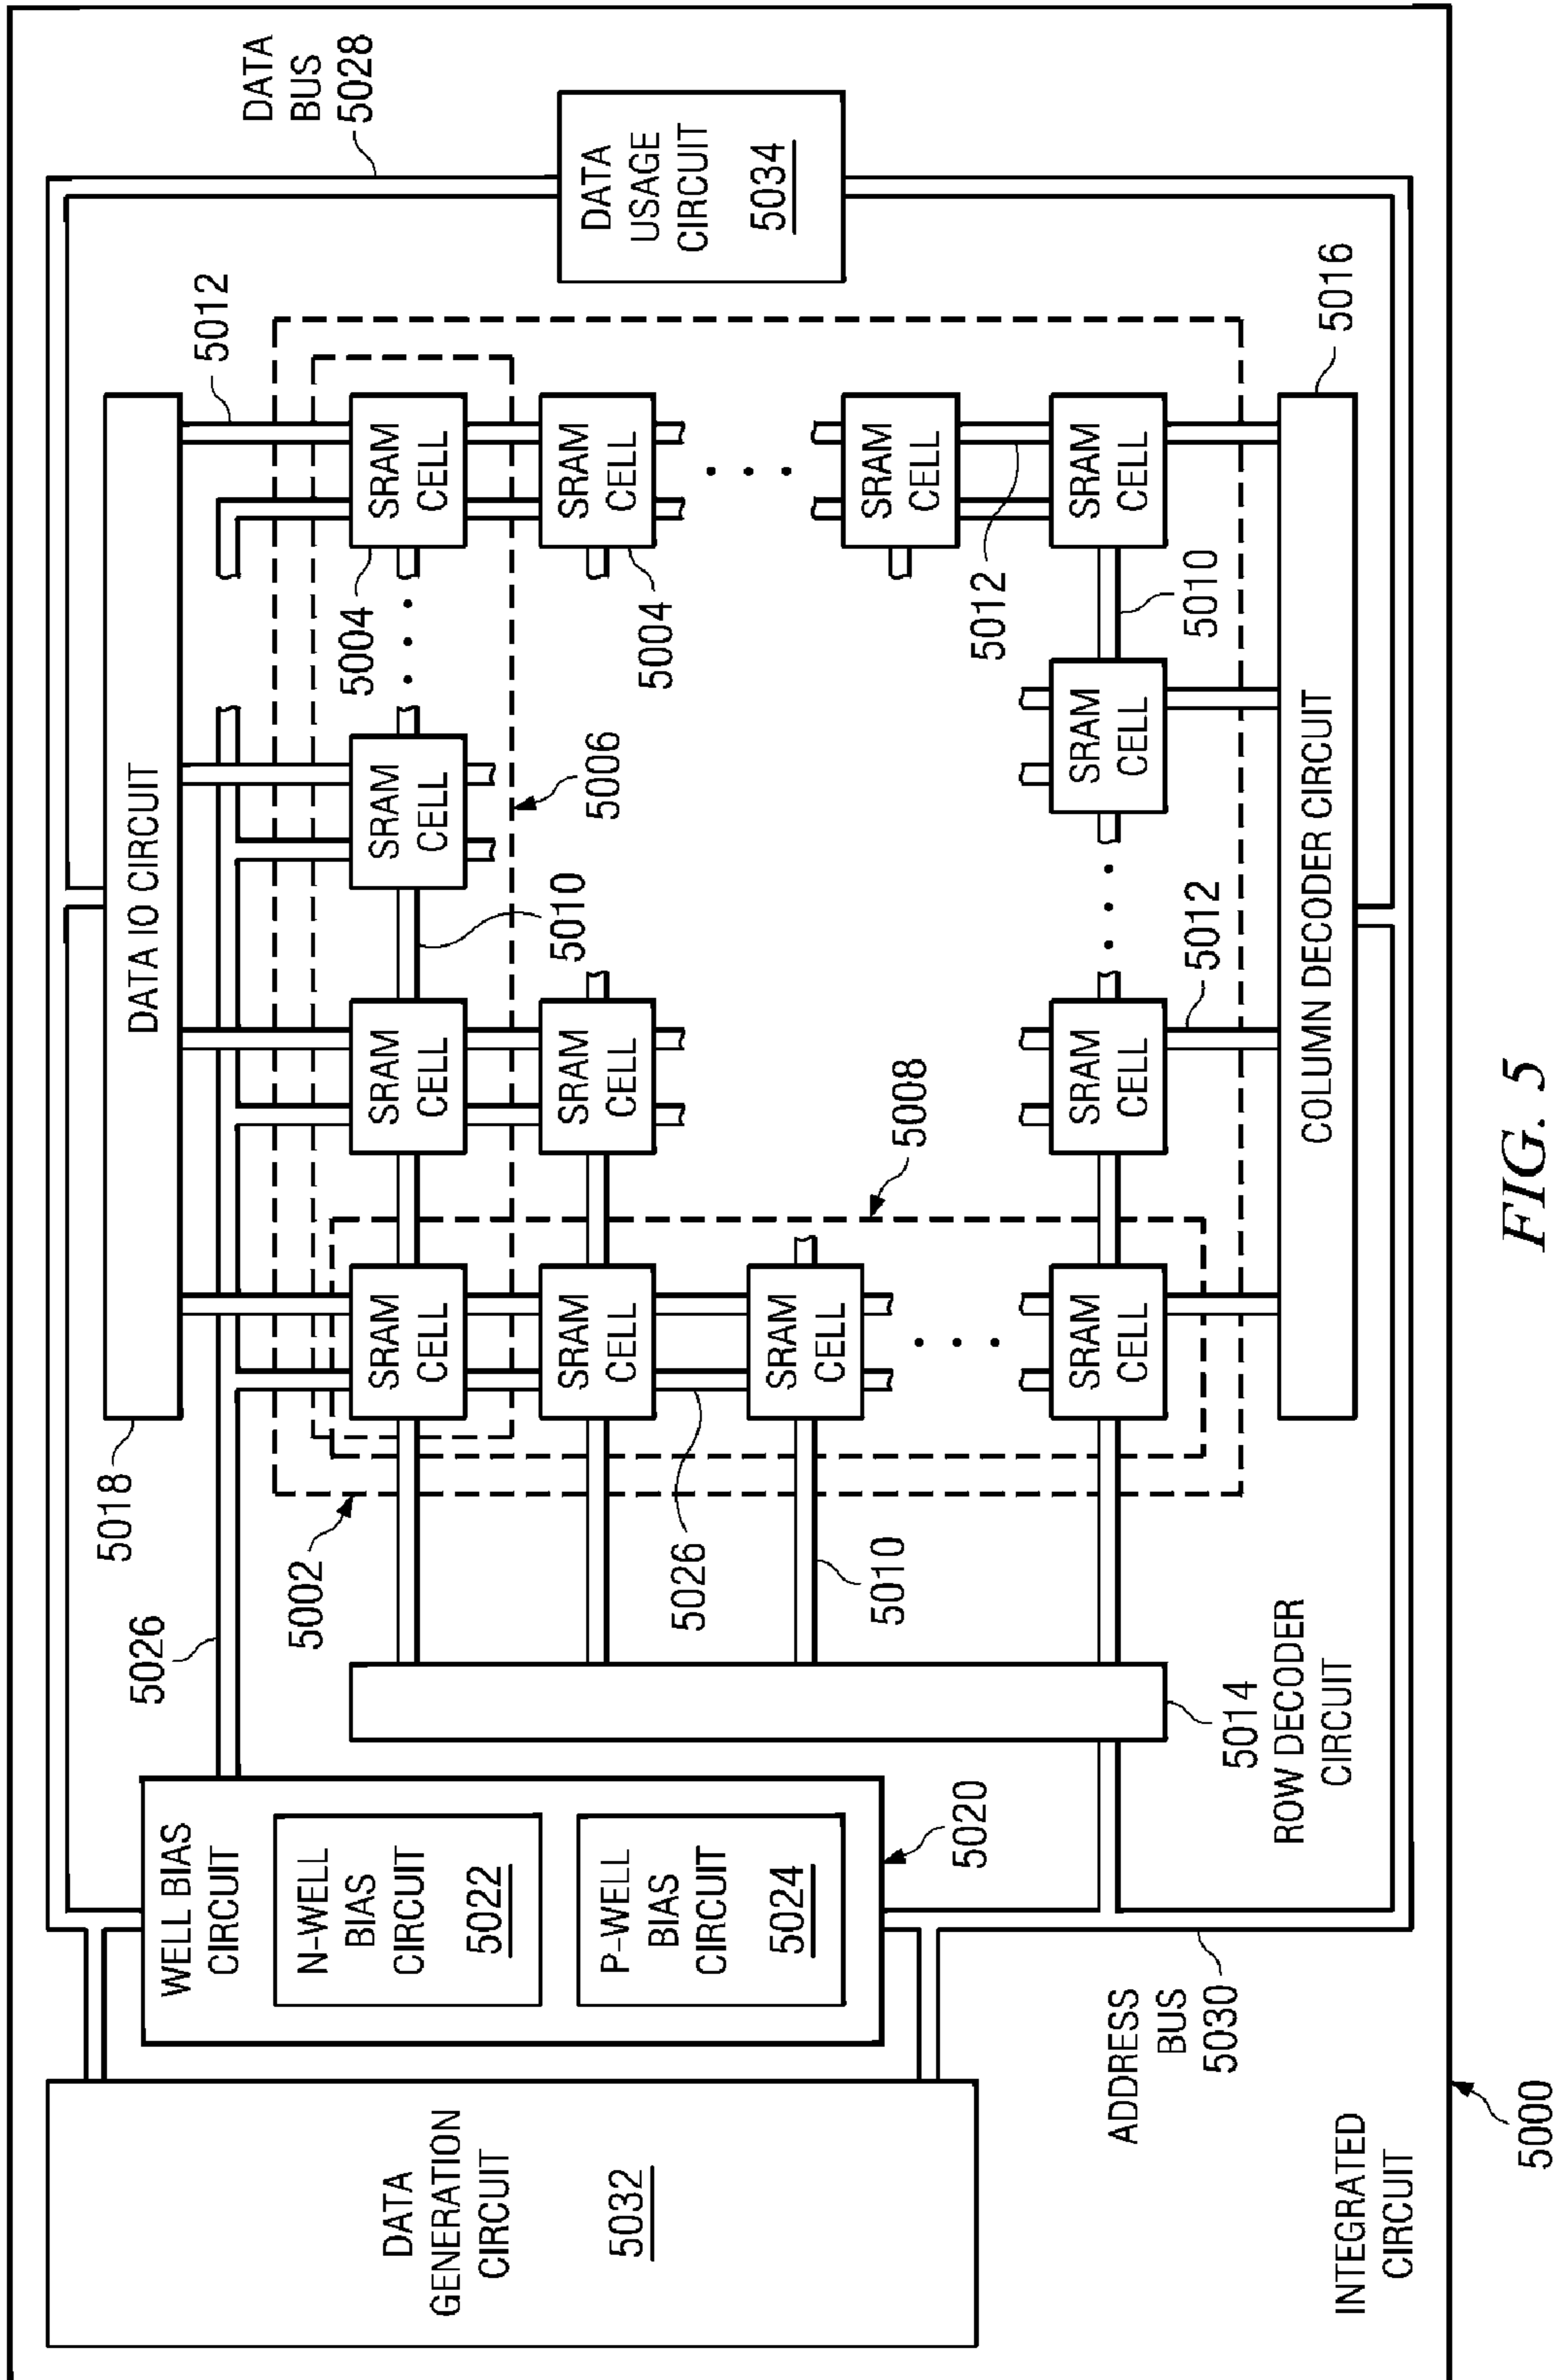 DATA
GENERATION
CIRCUIT
5032
WELL BIAS
CIRCUIT
N-WELL
BIAS
CIRCUIT
5022
P-WELL
BIAS
CIRCUIT
5024
5020
5026
5018
DATA IO CIRCUIT
5012
DATA
BUS
5028
5002
SRAM
CELL
SRAM
CELL
5010
SRAM
CELL
5004
SRAM
CELL
5006
5026
SRAM
CELL
SRAM
CELL
5004
SRAM
CELL
DATA
USAGE
CIRCUIT
5034
5010
SRAM
CELL
5008
5012
SRAM
CELL
SRAM
CELL
SRAM
CELL
SRAM
CELL
5010
SRAM
CELL
5012
5014
ROW DECODER
CIRCUIT
COLUMN DECODER CIRCUIT
5016
ADDRESS
BUS
5030
INTEGRATED
CIRCUIT
5000
FIG. 5